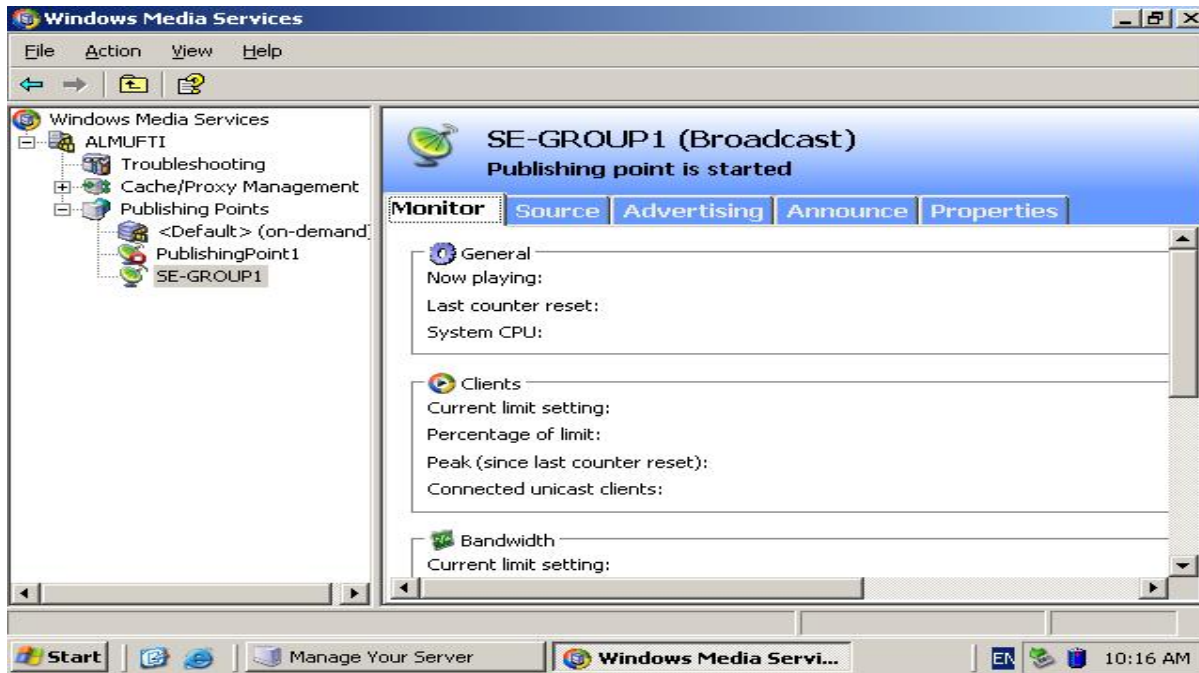 Windows Media Services
File Action View Help
Windows Media Services
ALMUFTI
Troubleshooting
Cache/Proxy Management
Publishing Points
<Default> (on-demand)
PublishingPoint1
SE-GROUP1
SE-GROUP1 (Broadcast)
Publishing point is started
Monitor Source Advertising Announce Properties
General
Now playing:
Last counter reset:
System CPU:
Clients
Current limit setting:
Percentage of limit:
Peak (since last counter reset):
Connected unicast clients:
Bandwidth
Current limit setting:
Start Manage Your Server Windows Media Servi... EN 10:16 AM